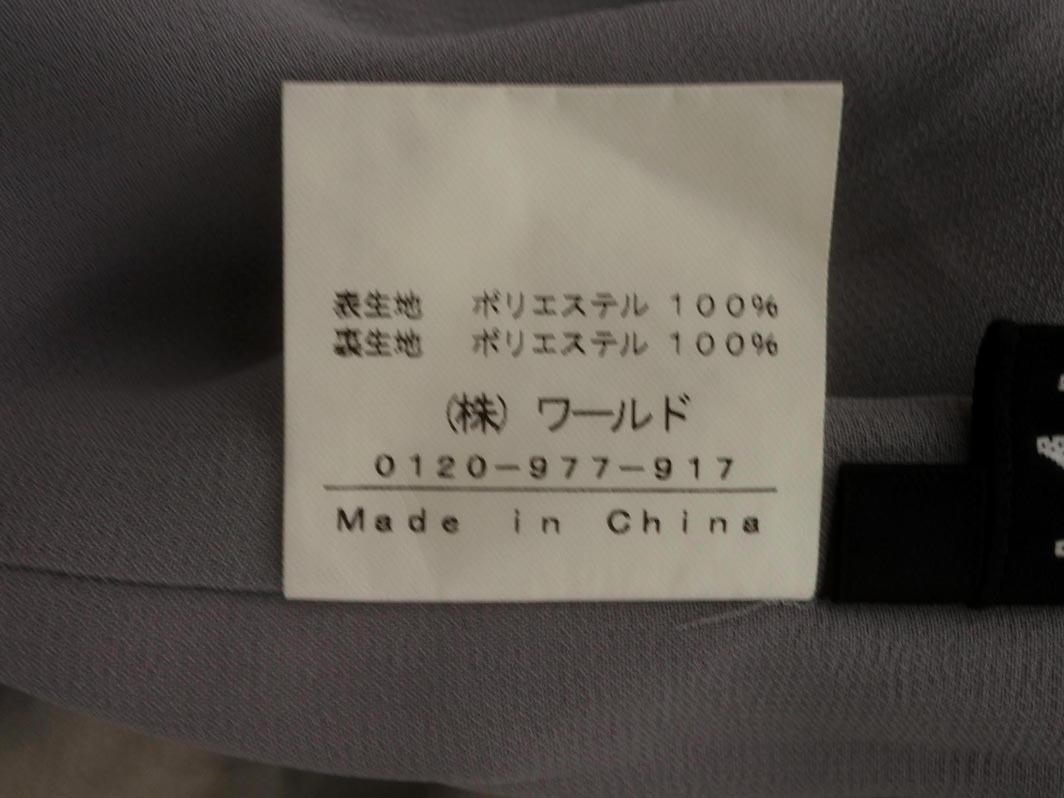 表生地　ポリエステル １００％
裏生地　ポリエステル １００％
（株）ワールド
０１２０－９７７－９１７
Ｍａｄｅ　ｉｎ　Ｃｈｉｎａ